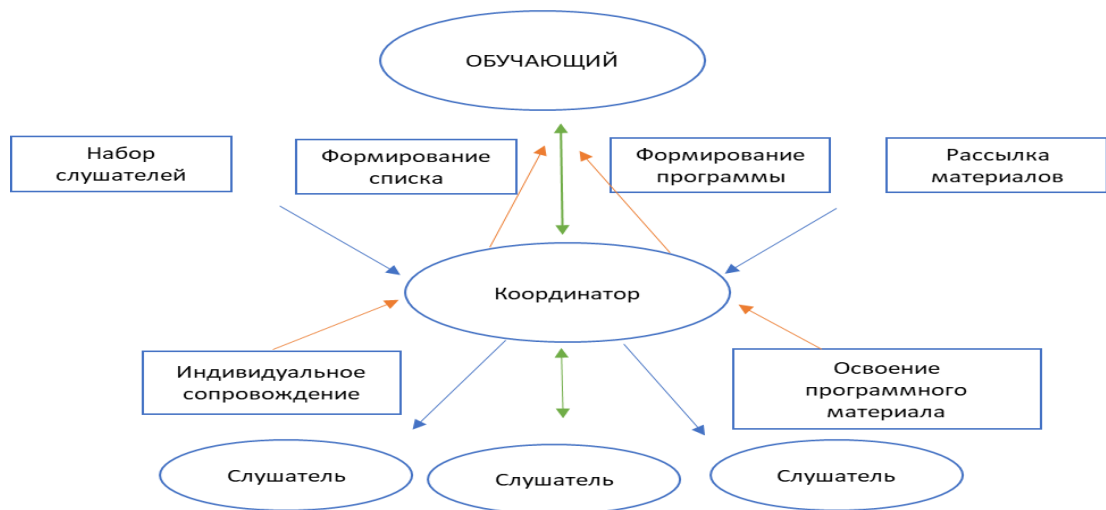 ОБУЧАЮЩИЙ
Набор
слушателей
Формирование
списка
Формирование
программы
Рассылка
материалов
Координатор
Индивидуальное
сопровождение
Освоение
программного
материала
Слушатель
Слушатель
Слушатель